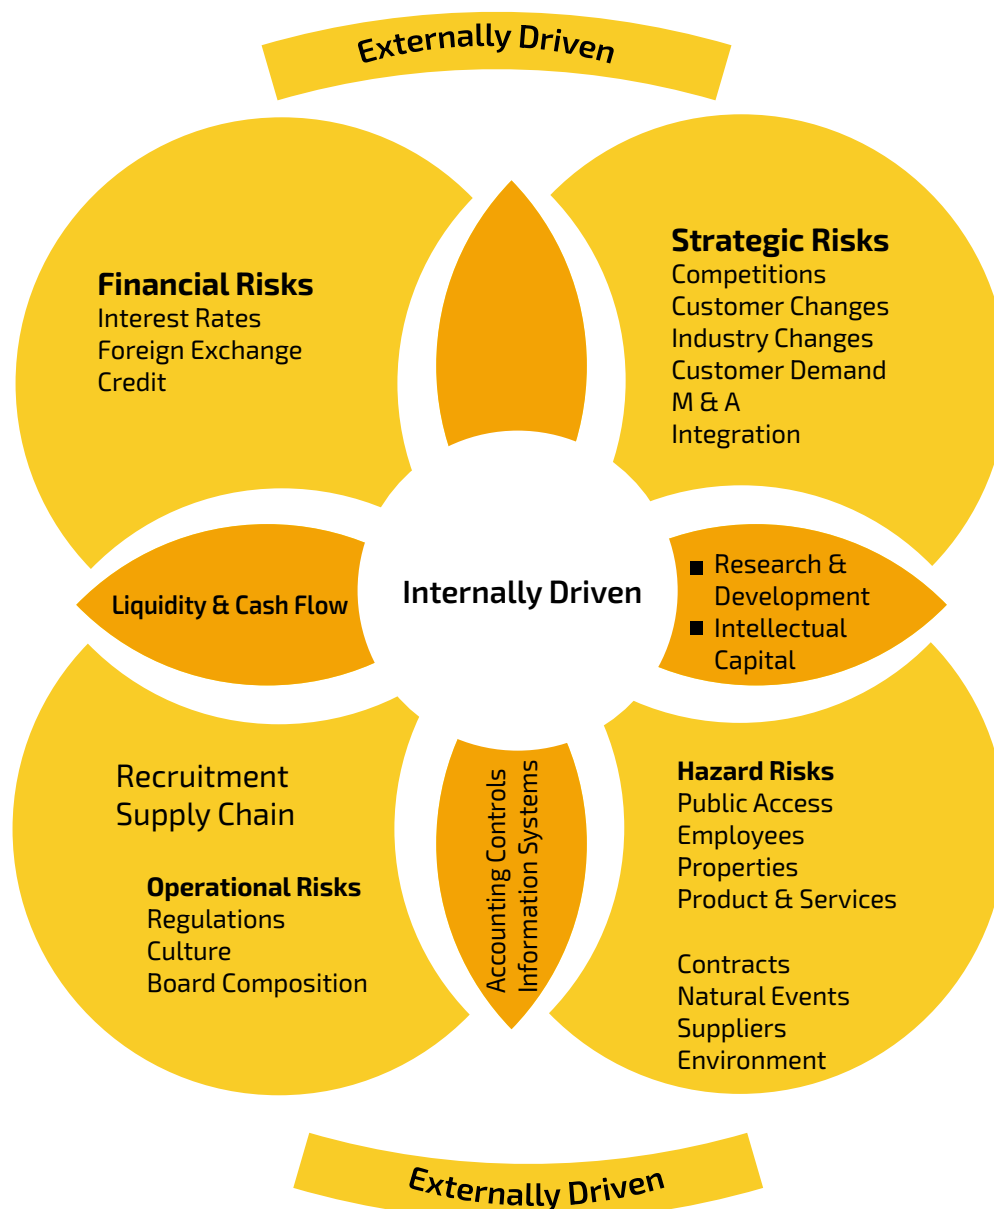 Externally Driven
Financial Risks
Interest Rates
Foreign Exchange
Credit
Strategic Risks
Competitions
Customer Changes
Industry Changes
Customer Demand
M & A
Integration
Liquidity & Cash Flow
Internally Driven
■ Research &
Development
■ Intellectual
Capital
Recruitment
Supply Chain
Operational Risks
Regulations
Culture
Board Composition
Accounting Controls
Information Systems
Hazard Risks
Public Access
Employees
Properties
Product & Services
Contracts
Natural Events
Suppliers
Environment
Externally Driven